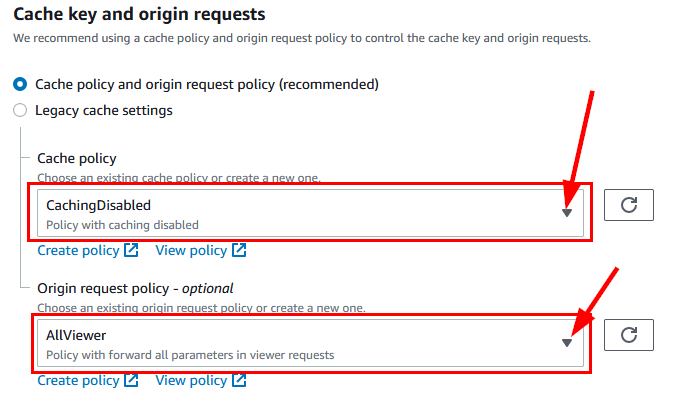 Cache key and origin requests
We recommend using a cache policy and origin request policy to control the cache key and origin requests.
Cache policy and origin request policy (recommended)
Legacy cache settings
Cache policy
Choose an existing cache policy or create a new one.
CachingDisabled
Policy with caching disabled
Create policy View policy
Origin request policy - optional
Choose an existing origin request policy or create a new one.
AllViewer
Policy with forward all parameters in viewer requests
Create policy View policy